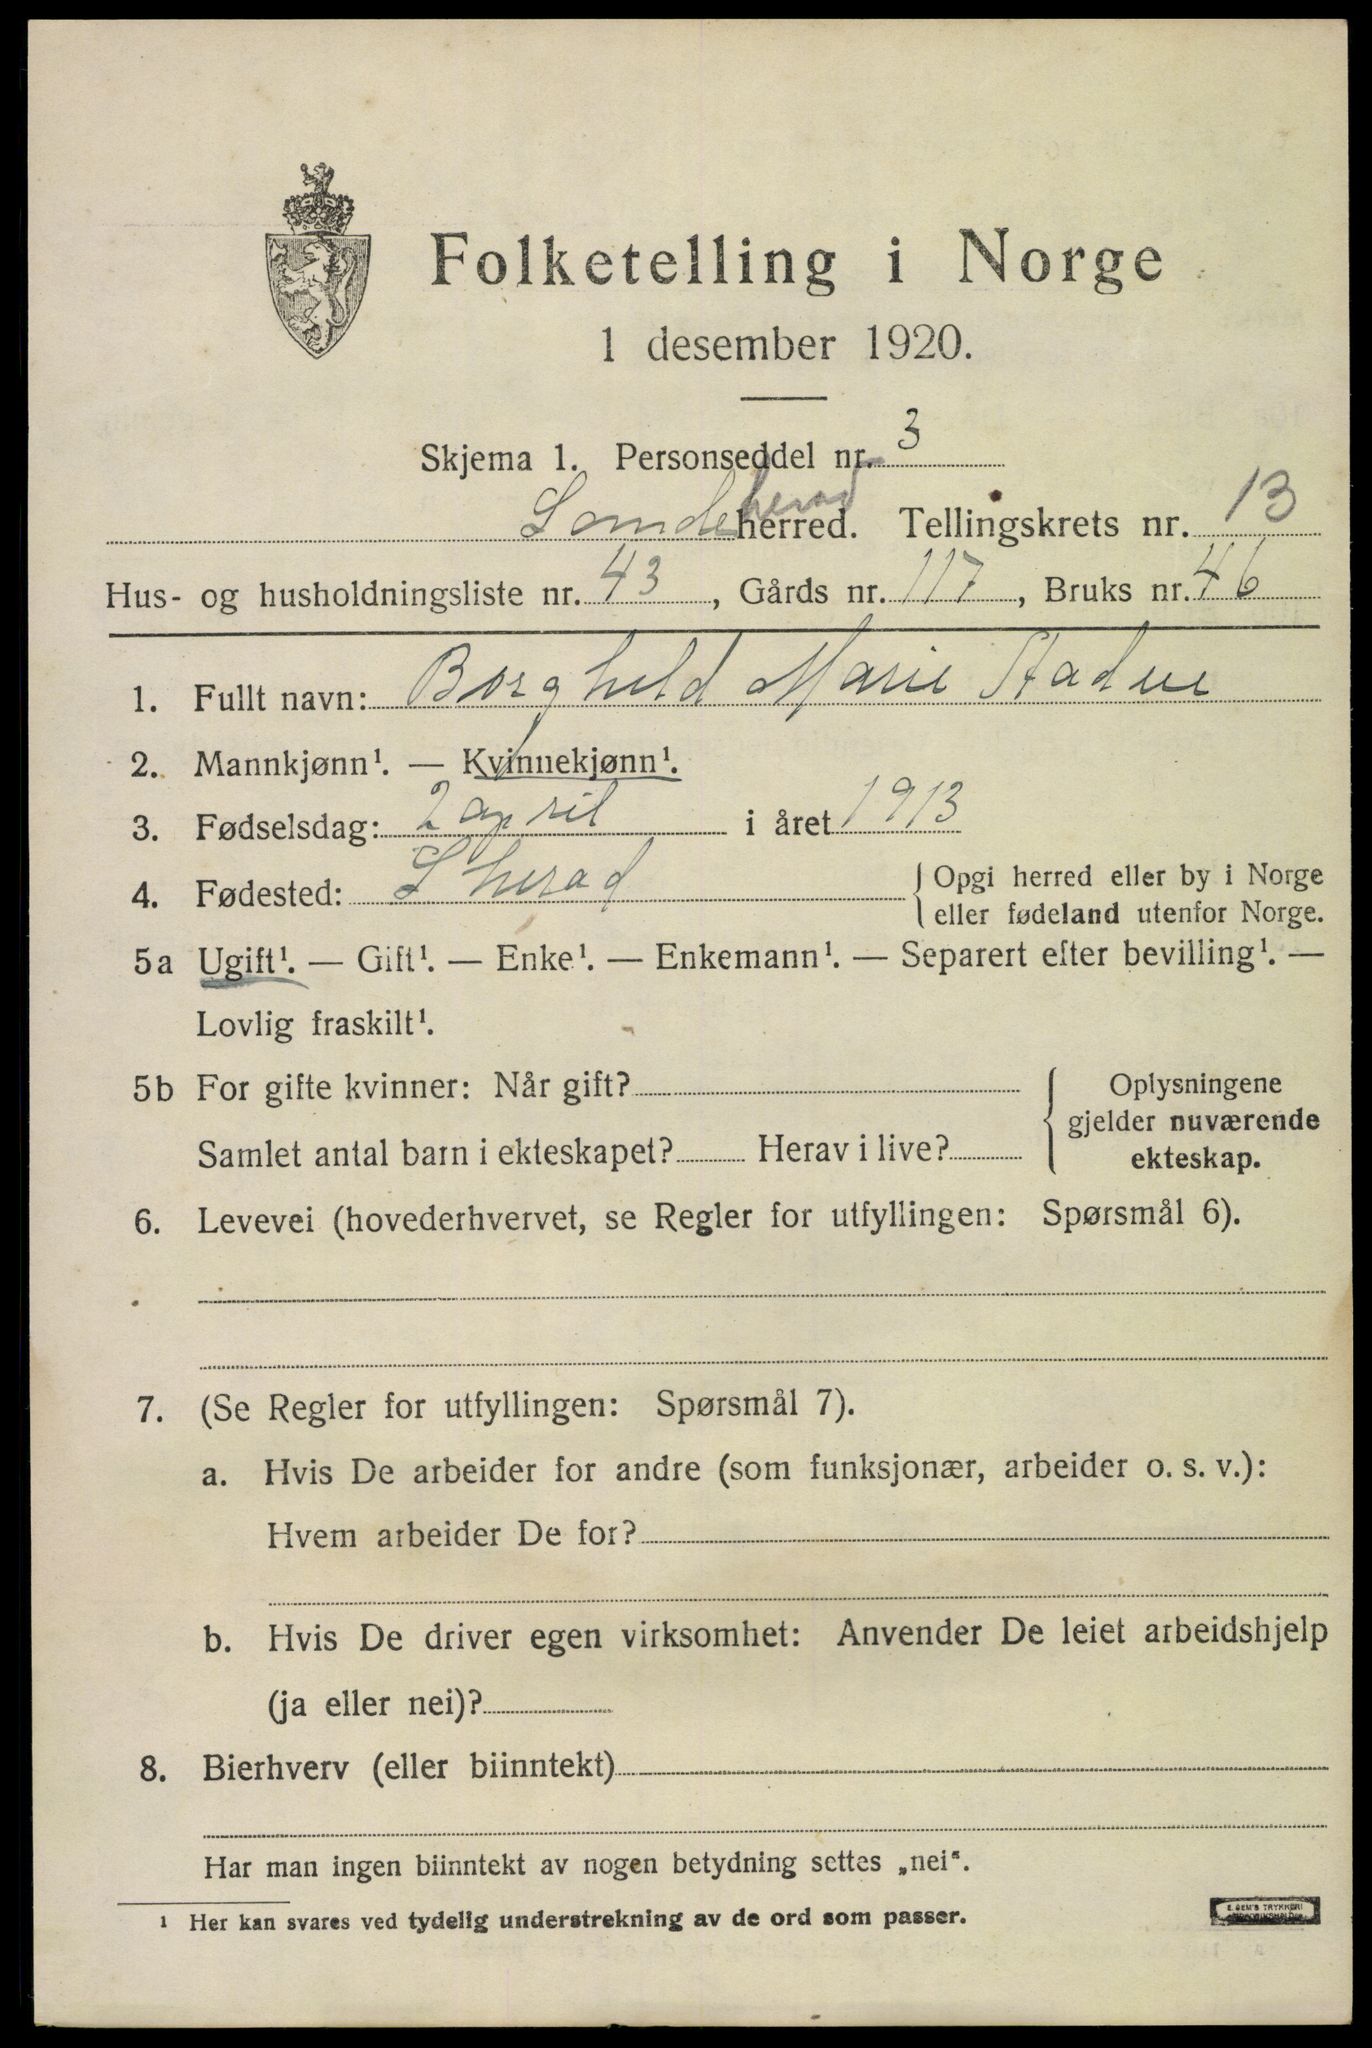 Folketelling i Norge
1 desember 1920.
Skjema 1. Personseddel nr. 3
Lande herad herred. Tellingskrets nr. 13
Hus- og husholdningsliste nr. 43, Gårds nr. 117, Bruks nr. 46
1. Fullt navn: Borghild Marie
2. Mannkjønn¹. — Kvinnekjønn¹.
3. Fødselsdag: 2 april i året 1913
4. Fødested: L herad
Opgi herred eller by i Norge
eller fødeland utenfor Norge.
5a Ugift¹. — Gift¹. — Enke¹. — Enkemann¹. — Separert efter bevilling¹. —
Lovlig fraskilt¹.
5b For gifte kvinner: Når gift?
Samlet antal barn i ekteskapet? Herav i live?
Oplysningene
gjelder nuværende
ekteskap.
6. Levevei (hovederhvervet, se Regler for utfyllingen: Spørsmål 6).
7. (Se Regler for utfyllingen: Spørsmål 7).
a. Hvis De arbeider for andre (som funksjonær, arbeider o. s. v.):
Hvem arbeider De for?
b. Hvis De driver egen virksomhet: Anvender De leiet arbeidshjelp
(ja eller nei)?
8. Bierhverv (eller biinntekt)
Har man ingen biinntekt av nogen betydning settes „nei“.
¹ Her kan svares ved tydelig understrekning av de ord som passer.
E. SEM'S TRYKKERI
FREDRIKSHALD